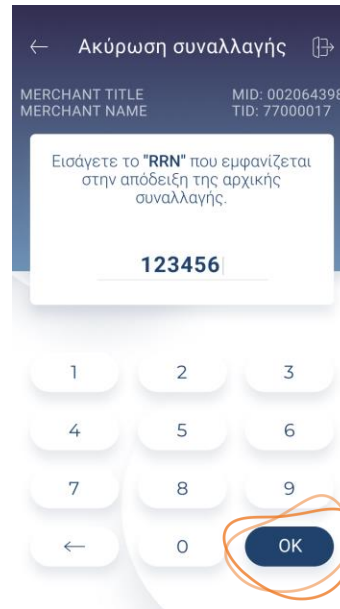 ← Ακύρωση συναλλαγής
MERCHANT TITLE MID: 002064398
MERCHANT NAME TID: 77000017
Εισάγετε το "RRN" που εμφανίζεται
στην απόδειξη της αρχικής
συναλλαγής.
123456
1 2 3
4 5 6
7 8 9
← 0 OK